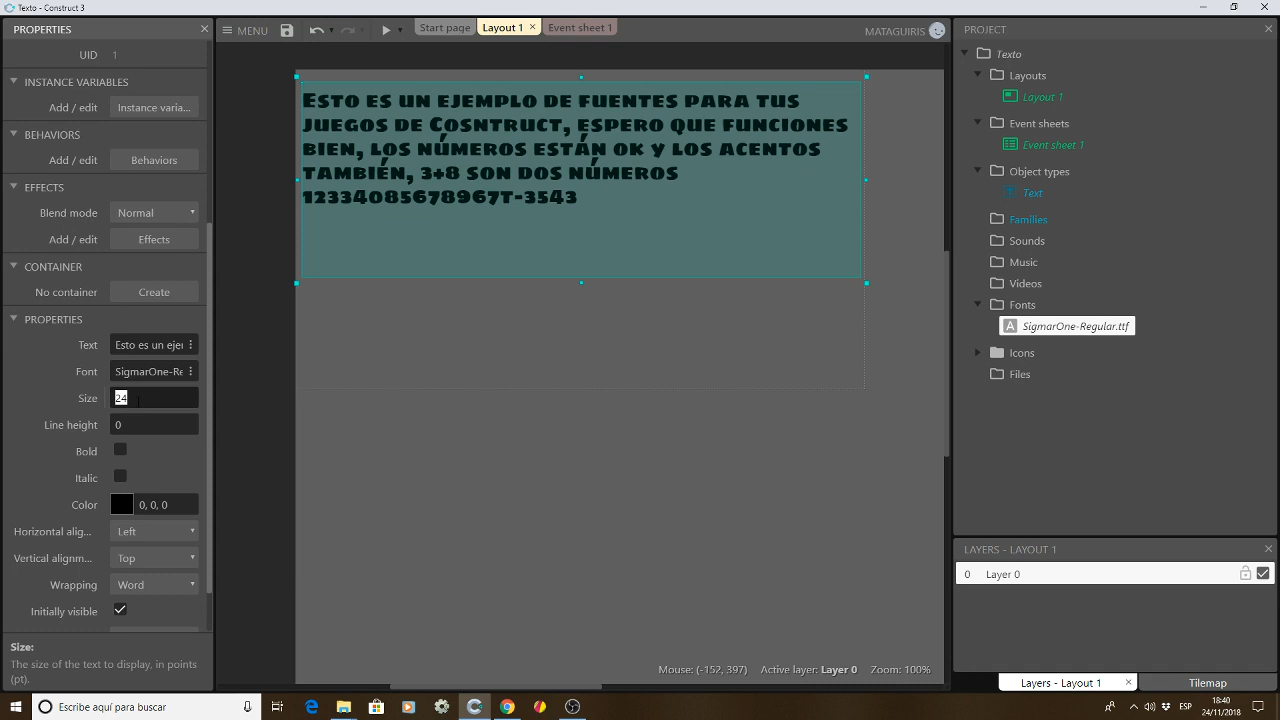 Texto - Construct 3
PROPERTIES
UID 1
INSTANCE VARIABLES
Add / edit Instance varia...
BEHAVIORS
Add / edit Behaviors
EFFECTS
Blend mode Normal
Add / edit Effects
CONTAINER
No container Create
PROPERTIES
Text Esto es un ejer
Font SigmarOne-Re
Size 24
Line height 0
Bold
Italic
Color 0, 0, 0
Horizontal alig... Left
Vertical alignm... Top
Wrapping Word
Initially visible
Size:
The size of the text to display, in points
(pt).
MENU
Start page
Layout 1
Event sheet 1
MATAGUIRIS
Esto es un ejemplo de fuentes para tus
juegos de Cosntruct, espero que funciones
bien, los números están ok y los acentos
también, 3+8 son dos números
12334085678967t-3543
Mouse: (-152, 397) Active layer: Layer 0 Zoom: 100%
PROJECT
Texto
Layouts
Layout 1
Event sheets
Event sheet 1
Object types
Text
Families
Sounds
Music
Videos
Fonts
SigmarOne-Regular.ttf
Icons
Files
LAYERS - LAYOUT 1
0 Layer 0
Layers - Layout 1
Tilemap
Escribe aquí para buscar
ESP
18:40
24/11/2018